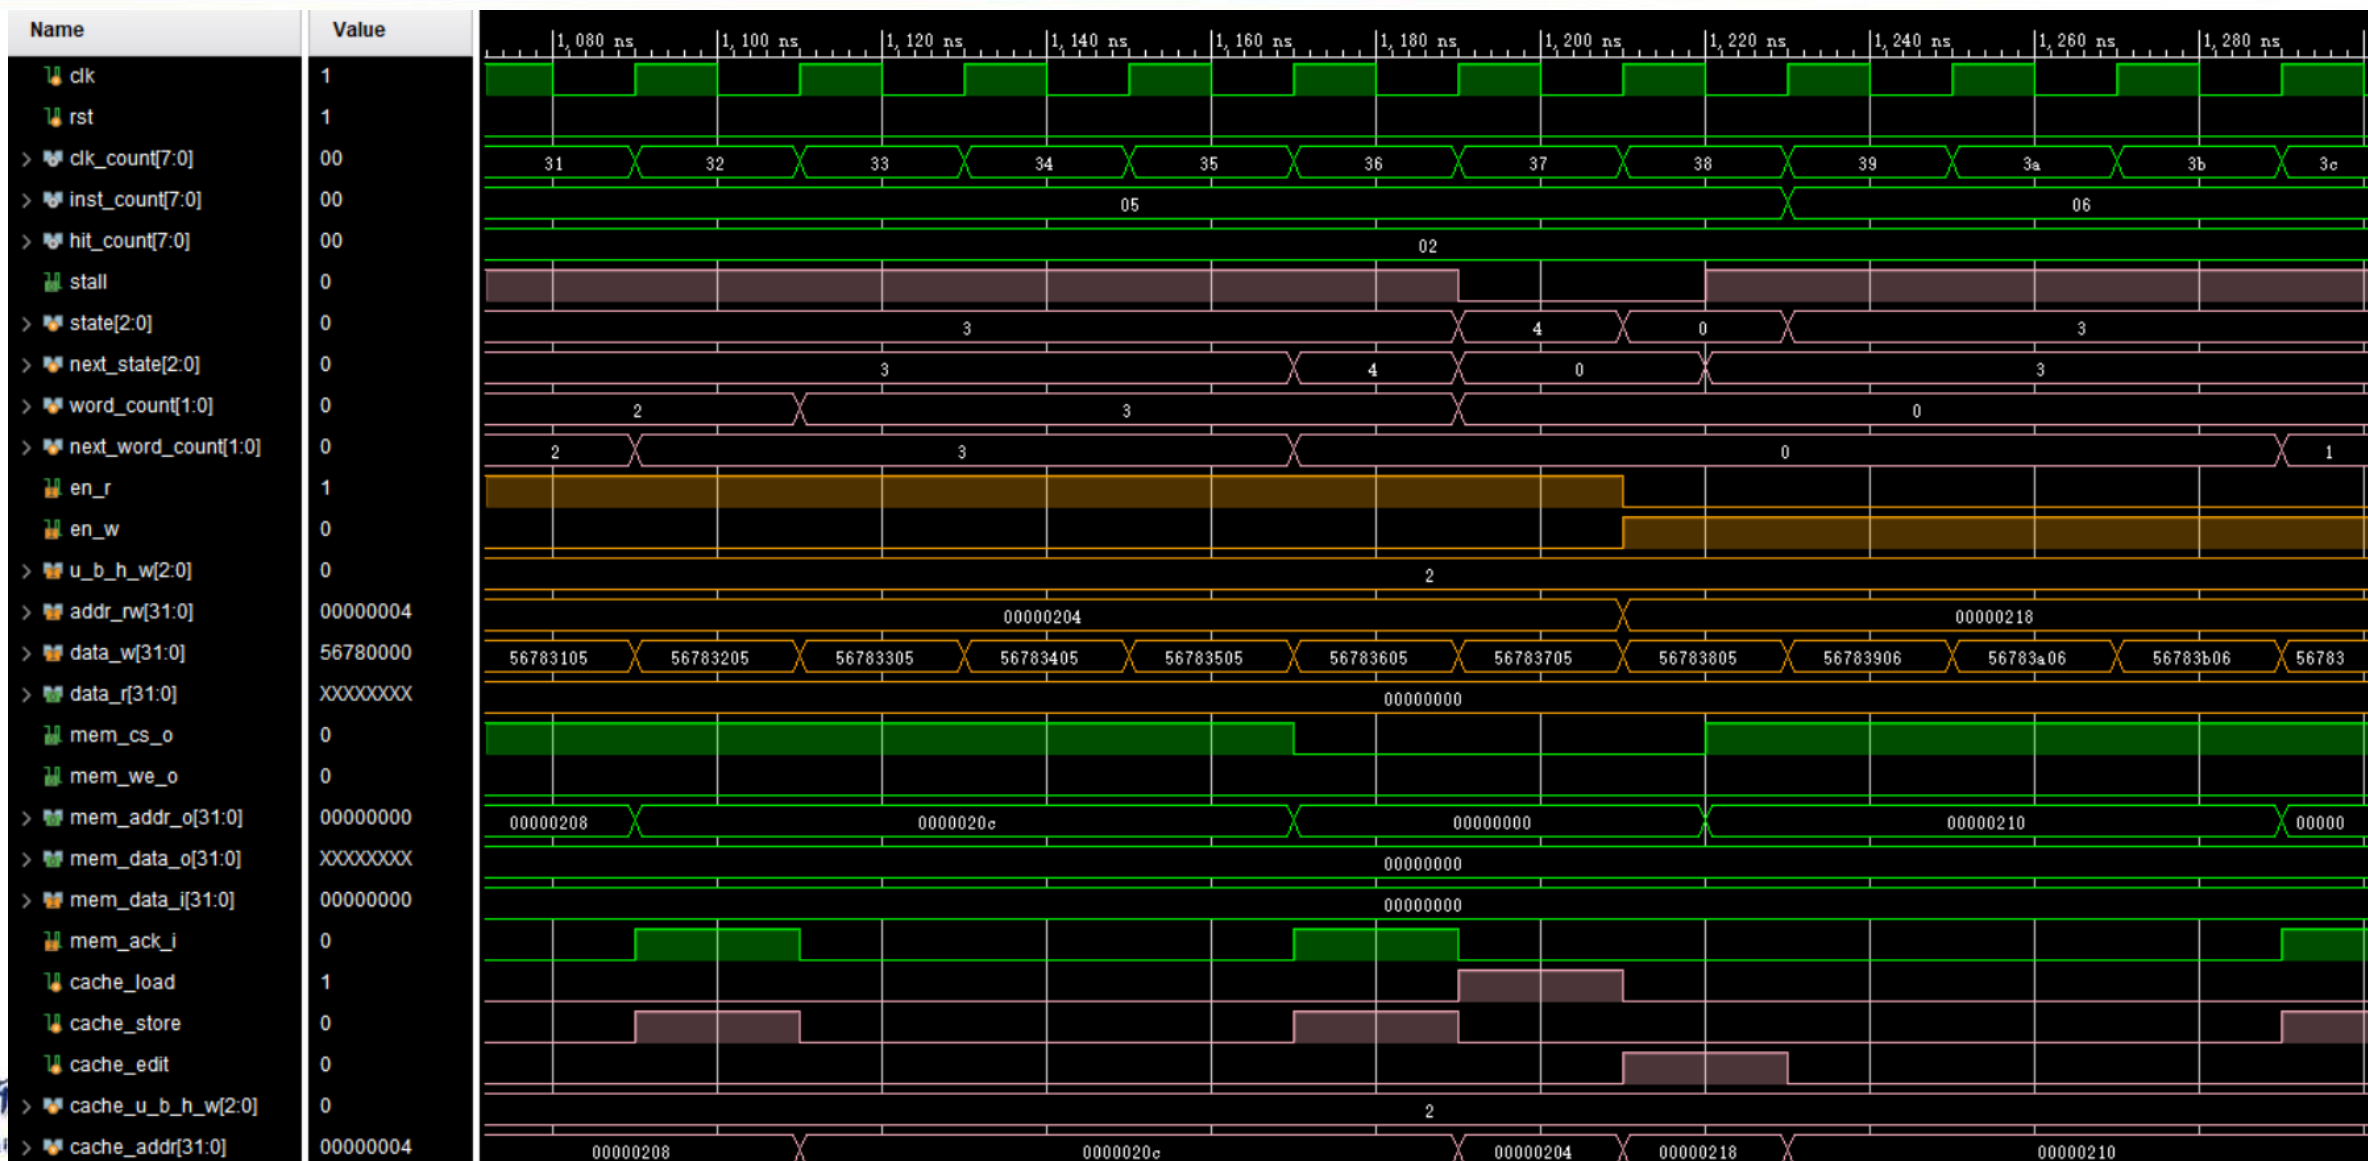 Name Value 1,080 ns 1,100 ns 1,120 ns 1,140 ns 1,160 ns 1,180 ns 1,200 ns 1,220 ns 1,240 ns 1,260 ns 1,280 ns
clk 1
rst 1
clk_count[7:0] 00 31 32 33 34 35 36 37 38 39 3a 3b 3c
inst_count[7:0] 00 05 06
hit_count[7:0] 00 02
stall 0
state[2:0] 0 3 4 0 3
next_state[2:0] 0 3 4 0 3
word_count[1:0] 0 2 3 0
next_word_count[1:0] 0 2 3 0 1
en_r 1
en_w 0
u_b_h_w[2:0] 0 2
addr_rw[31:0] 00000004 00000204 00000218
data_w[31:0] 56780000 56783105 56783205 56783305 56783405 56783505 56783605 56783705 56783805 56783906 56783a06 56783b06 56783
data_r[31:0] XXXXXXXX 00000000
mem_cs_o 0
mem_we_o 0
mem_addr_o[31:0] 00000000 00000208 0000020c 00000000 00000210 00000
mem_data_o[31:0] XXXXXXXX 00000000
mem_data_i[31:0] 00000000 00000000
mem_ack_i 0
cache_load 1
cache_store 0
cache_edit 0
cache_u_b_h_w[2:0] 0 2
cache_addr[31:0] 00000004 00000208 0000020c 00000204 00000218 00000210